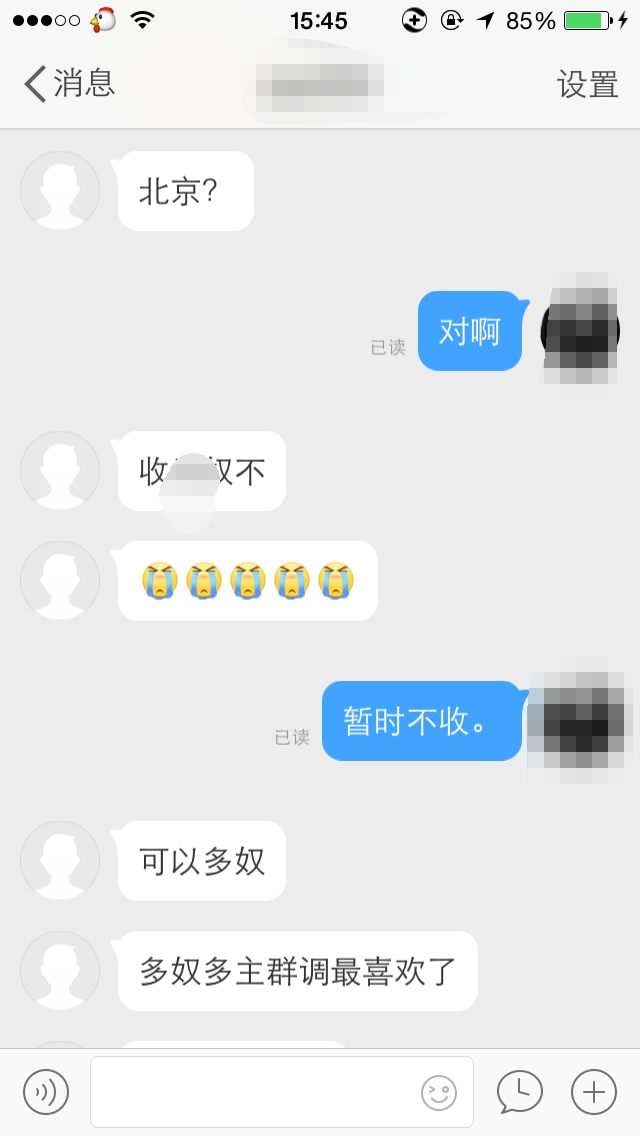 15:45
85%
消息
设置
北京？
对啊
已读
收 奴不
暂时不收。
已读
可以多奴
多奴多主群调最喜欢了